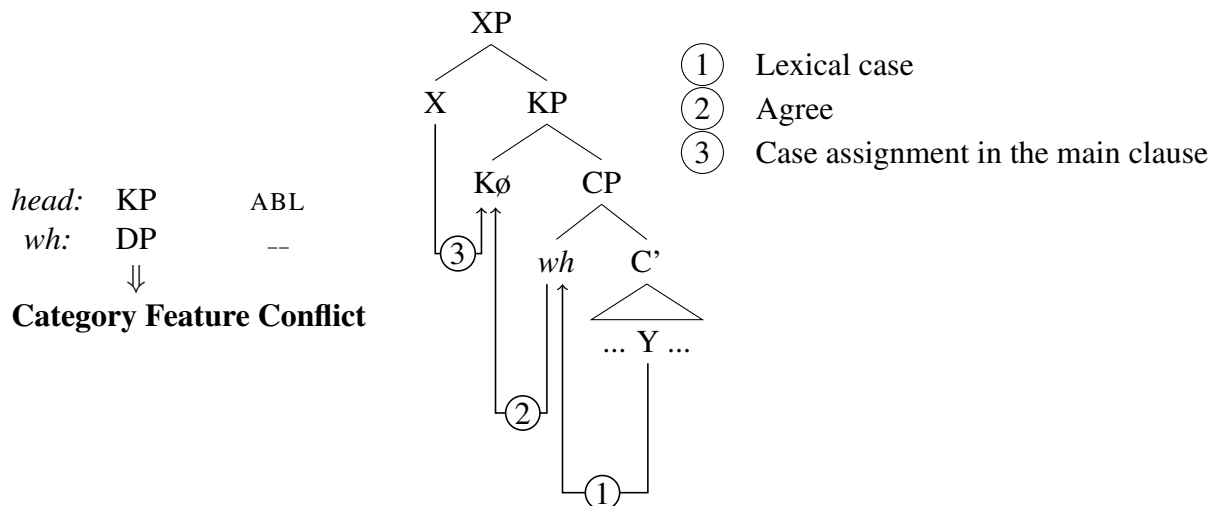 XP
X KP
Kø CP
wh C’
... Y ...
3
2
1
head: KP ABL
wh: DP __
⇓
Category Feature Conflict
1 Lexical case
2 Agree
3 Case assignment in the main clause